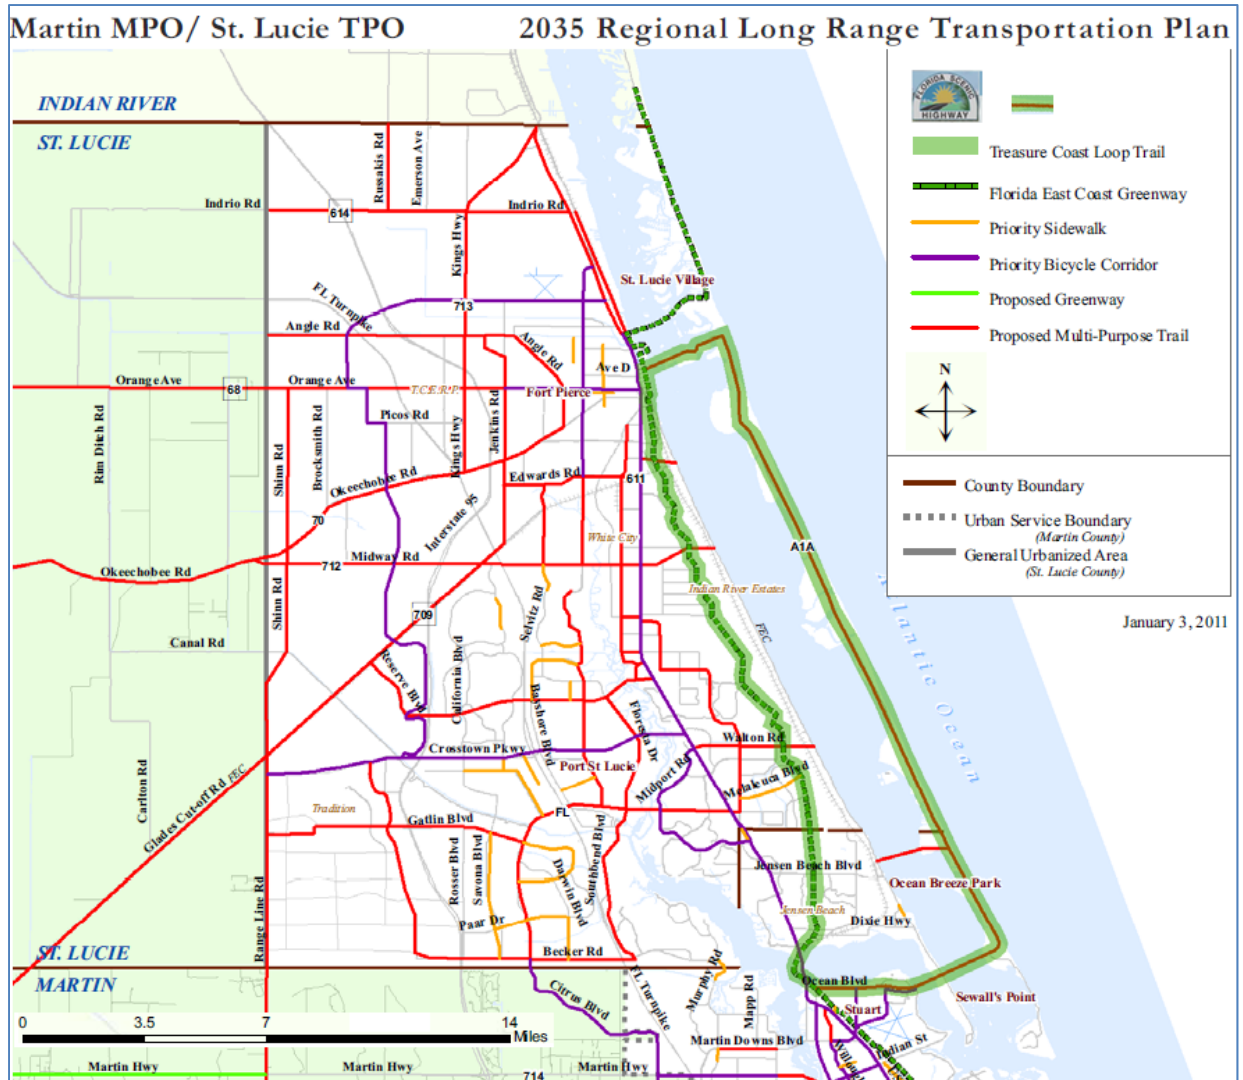 Martin MPO/ St. Lucie TPO
2035 Regional Long Range Transportation Plan
FLORIDA SCENIC
HIGHWAY
Treasure Coast Loop Trail
Florida East Coast Greenway
Priority Sidewalk
Priority Bicycle Corridor
Proposed Greenway
Proposed Multi-Purpose Trail
N
County Boundary
Urban Service Boundary
(Martin County)
General Urbanized Area
(St. Lucie County)
January 3, 2011
INDIAN RIVER
ST. LUCIE
Russakis Rd
Emerson Ave
Indrio Rd
614
Indrio Rd
Kings Hwy
St. Lucie Village
FL Turnpike
713
Angle Rd
Angle Rd
Ave D
Orange Ave
68
Orange Ave
T.C.E.R.P.
Fort Pierce
Picos Rd
Rim Ditch Rd
Shinn Rd
Brocksmith Rd
Kings Hwy
Jenkins Rd
Okeechobee Rd
Edwards Rd
611
70
Interstate 95
White City
A1A
Midway Rd
712
Okeechobee Rd
Indian River Estates
Shinn Rd
709
Selvitz Rd
FEC
Canal Rd
Reserve Blvd
California Blvd
Bayshore Blvd
Floresta Dr
Atlantic Ocean
Walton Rd
Crosstown Pkwy
Port St Lucie
Midport Rd
Melaleuca Blvd
Carlton Rd
Glades Cut-off Rd
FEC
Tradition
Gatlin Blvd
FL
Southbend Blvd
Rosser Blvd
Savona Blvd
Darwin Blvd
Jensen Beach Blvd
Ocean Breeze Park
Range Line Rd
Paar Dr
Jensen Beach
Dixie Hwy
Becker Rd
ST. LUCIE
MARTIN
Citrus Blvd
FL Turnpike
Murphy Rd
Mapp Rd
Ocean Blvd
Sewall's Point
Stuart
0 3.5 7 14
Miles
Martin Downs Blvd
Indian St
Martin Hwy
Martin Hwy
714
Martin Hwy